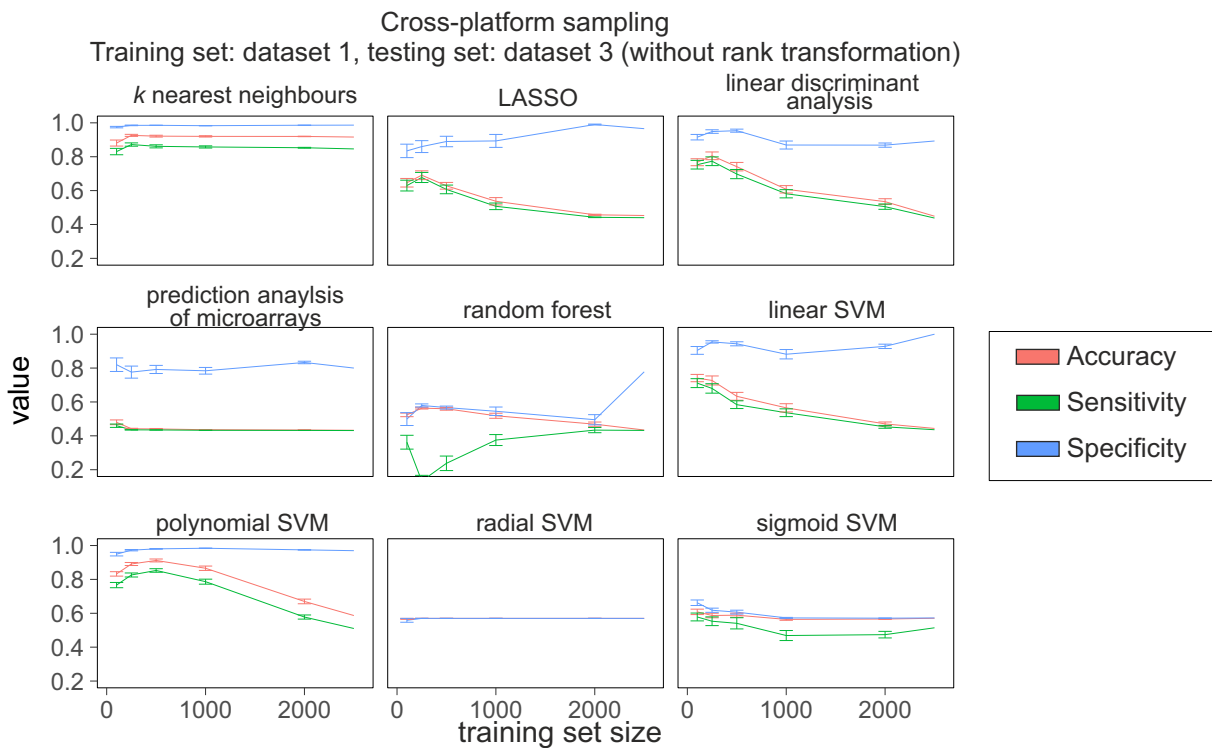 Cross-platform sampling
Training set: dataset 1, testing set: dataset 3 (without rank transformation)
k nearest neighbours
LASSO
linear discriminant
analysis
1.0
0.8
0.6
0.4
0.2
prediction anaylsis
of microarrays
random forest
linear SVM
1.0
0.8
0.6
0.4
0.2
value
Accuracy
Sensitivity
Specificity
polynomial SVM
radial SVM
sigmoid SVM
1.0
0.8
0.6
0.4
0.2
0 1000 2000
0 1000 2000
0 1000 2000
training set size